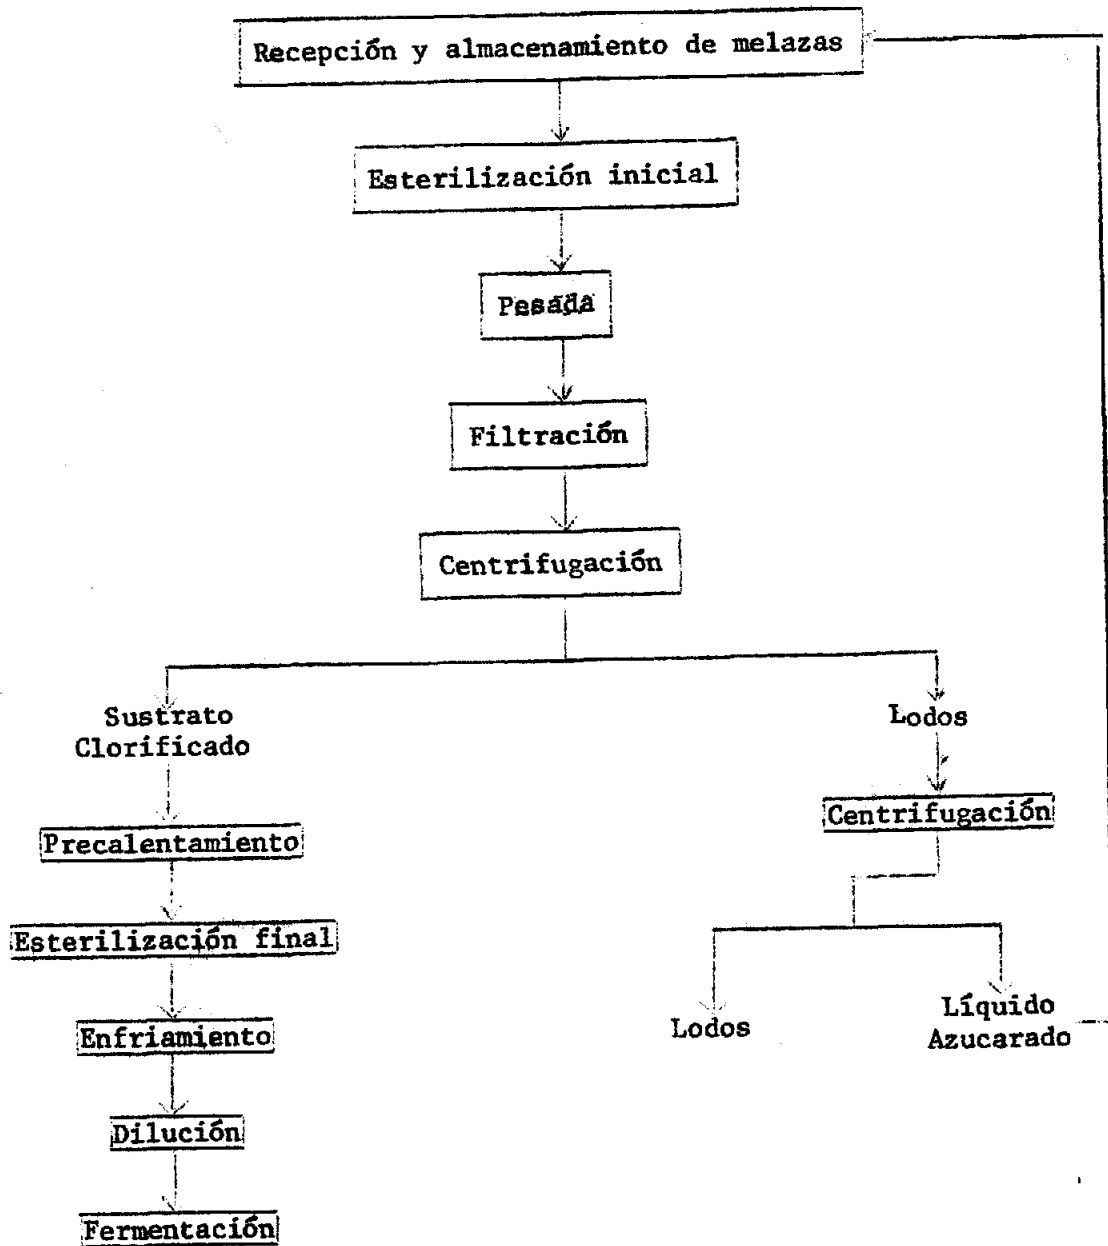 Recepción y almacenamiento de melazas
Esterilización inicial
Pesada
Filtración
Centrifugación
Sustrato
Clorificado
Precalentamiento
Esterilización final
Enfriamiento
Dilución
Fermentación
Lodos
Centrifugación
Lodos
Líquido
Azucarado